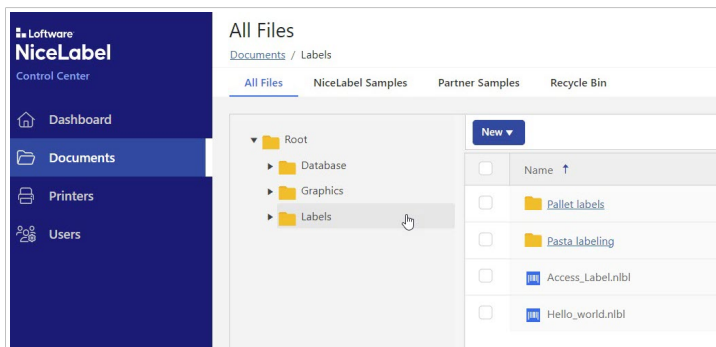 Loftware
NiceLabel
Control Center
Dashboard
Documents
Printers
Users
All Files
Documents / Labels
All Files NiceLabel Samples Partner Samples Recycle Bin
Root
Database
Graphics
Labels
New
Name
Pallet labels
Pasta labeling
Access_Label.nlbl
Hello_world.nlbl